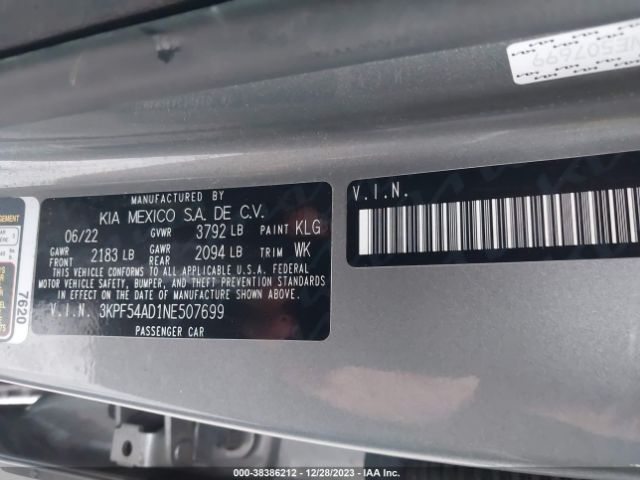 E507699
MANUFACTURED BY
KIA MEXICO S.A. DE C.V.
06/22 GVWR 3792 LB PAINT KLG
GAWR FRONT 2183 LB GAWR REAR 2094 LB TRIM WK
THIS VEHICLE CONFORMS TO ALL APPLICABLE U.S.A. FEDERAL
MOTOR VEHICLE SAFETY, BUMPER, AND THEFT PREVENTION STANDARDS
IN EFFECT ON THE DATE OF MANUFACTURE SHOWN ABOVE.
V.I.N. 3KPF54AD1NE507699
PASSENGER CAR
V.I.N.
7620
000-38386212 - 12/28/2023 - IAA Inc.